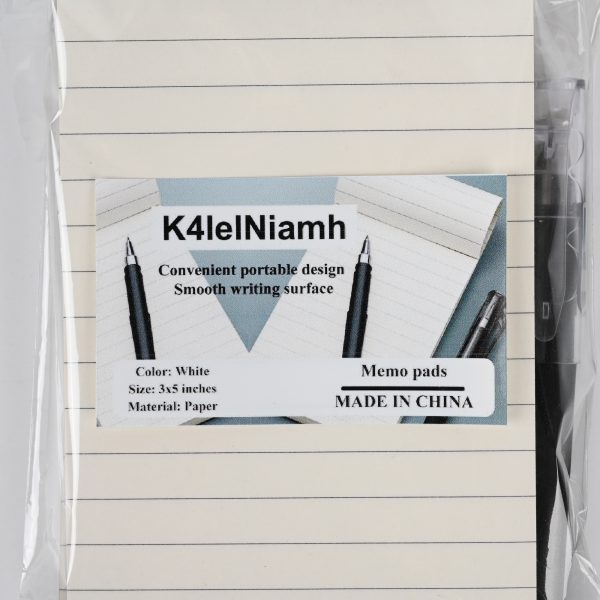 K4lelNiamh
Convenient portable design
Smooth writing surface
Color: White
Size: 3x5 inches
Material: Paper
Memo pads
MADE IN CHINA